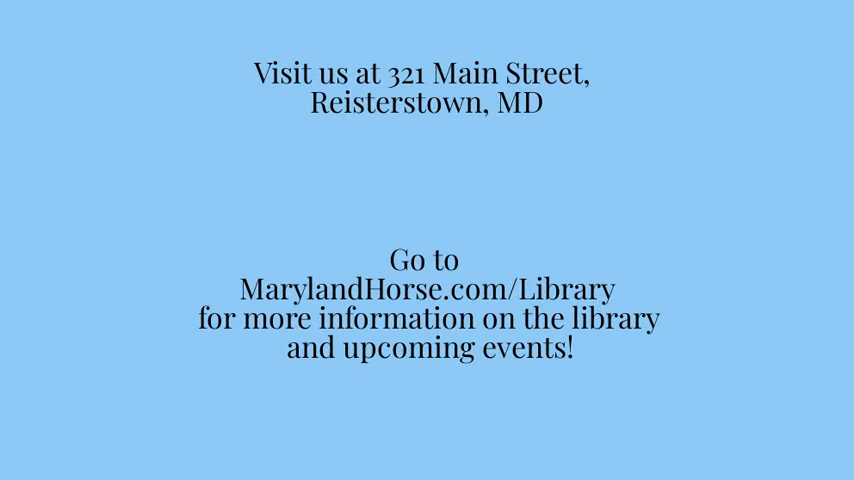 Visit us at 321 Main Street,
Reisterstown, MD
Go to
MarylandHorse.com/Library
for more information on the library
and upcoming events!